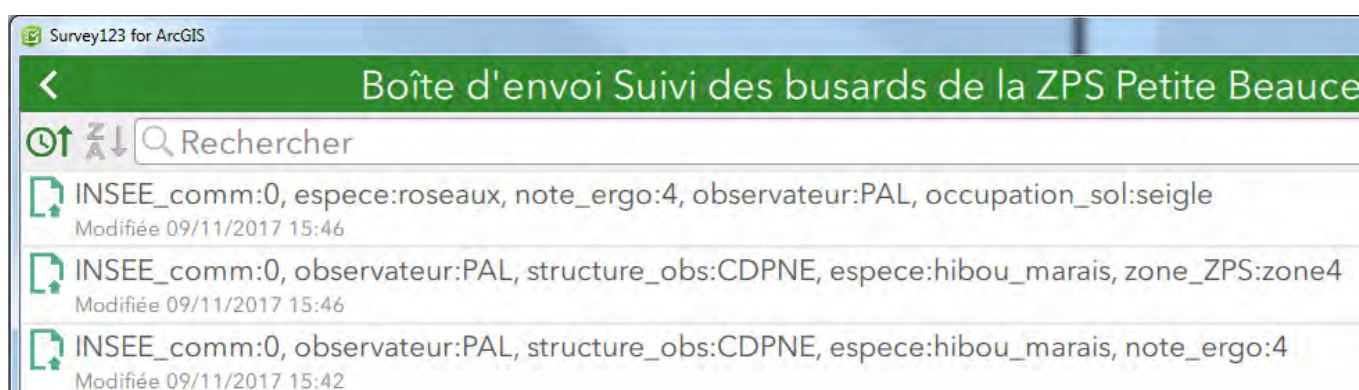 Survey123 for ArcGIS
Boîte d'envoi Suivi des busards de la ZPS Petite Beauce
Rechercher
INSEE_comm:0, espece:roseaux, note_ergo:4, observateur:PAL, occupation_sol:seigle
Modifiée 09/11/2017 15:46
INSEE_comm:0, observateur:PAL, structure_obs:CDPNE, espece:hibou_marais, zone_ZPS:zone4
Modifiée 09/11/2017 15:46
INSEE_comm:0, observateur:PAL, structure_obs:CDPNE, espece:hibou_marais, note_ergo:4
Modifiée 09/11/2017 15:42